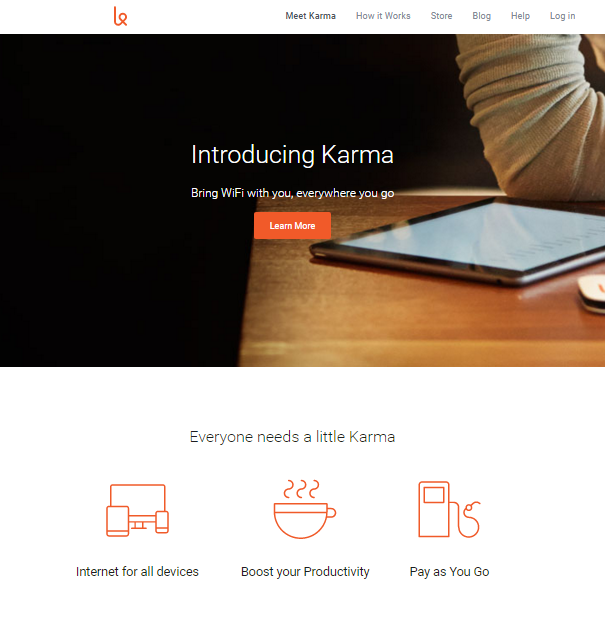 Meet Karma How it Works Store Blog Help Log in
Introducing Karma
Bring WiFi with you, everywhere you go
Learn More
Everyone needs a little Karma
Internet for all devices Boost your Productivity Pay as You Go